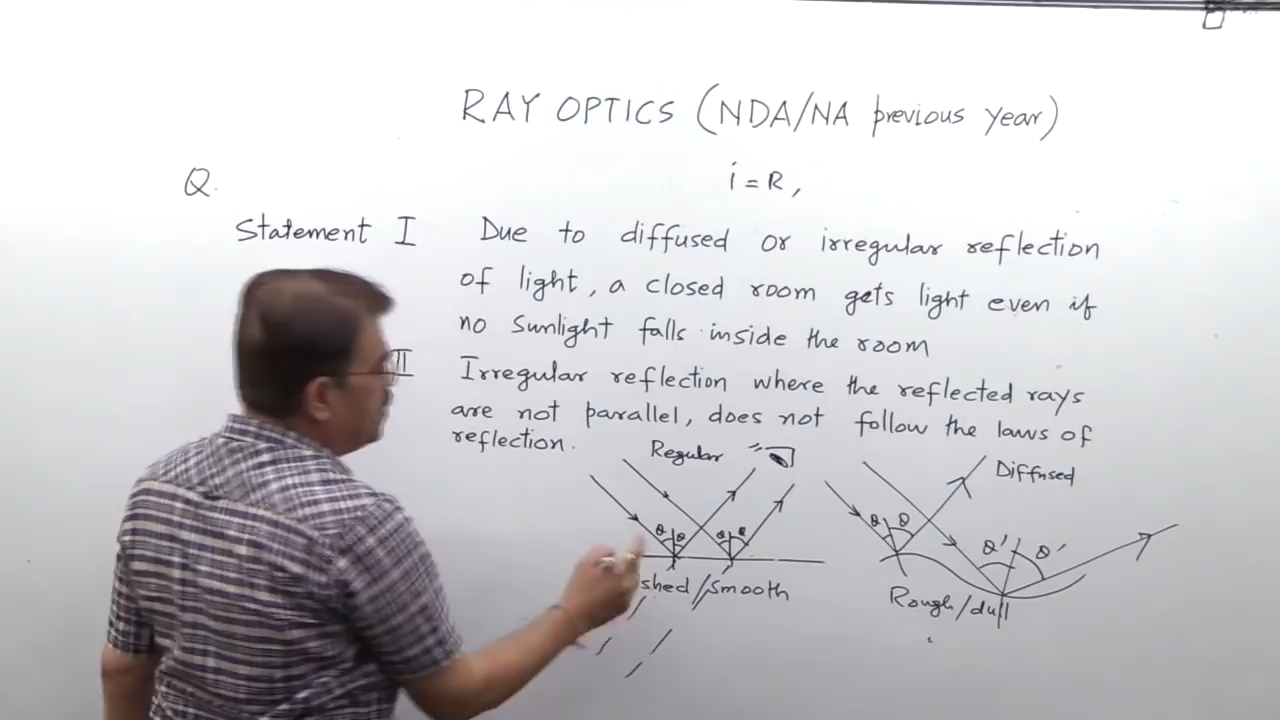 RAY OPTICS (NDA/NA previous year)
Q.
i = R,
Statement I Due to diffused or irregular reflection
of light, a closed room gets light even if
no Sunlight falls inside the room
II Irregular reflection where the reflected rays
are not parallel, does not follow the laws of
reflection.
Regular
Diffused
θ θ θ θ
θ θ θ' θ'
shed/Smooth
Rough/dull